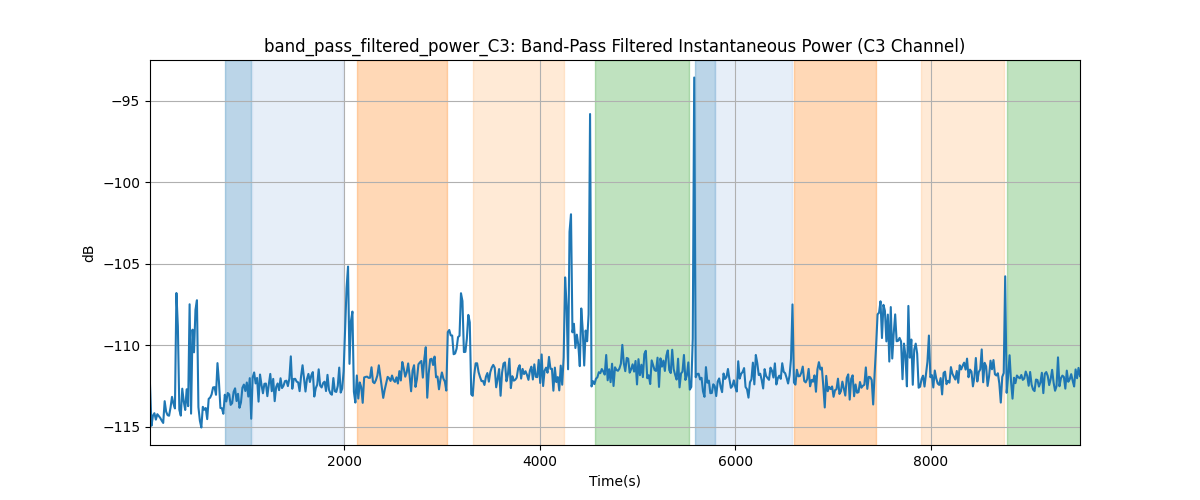 band_pass_filtered_power_C3: Band-Pass Filtered Instantaneous Power (C3 Channel)
−95
−100
−105
−110
−115
dB
2000 4000 6000 8000
Time(s)